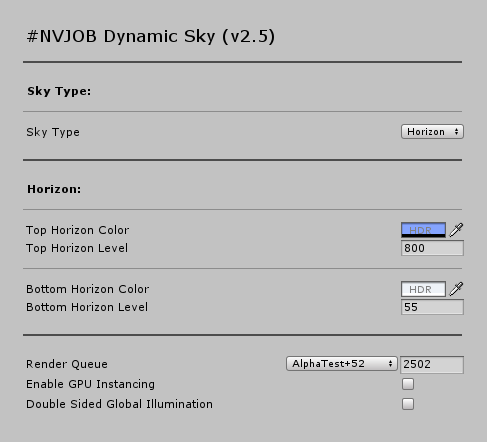 #NVJOB Dynamic Sky (v2.5)
Sky Type:
Sky Type Horizon
Horizon:
Top Horizon Color HDR
Top Horizon Level 800
Bottom Horizon Color HDR
Bottom Horizon Level 55
Render Queue AlphaTest+52 2502
Enable GPU Instancing
Double Sided Global Illumination